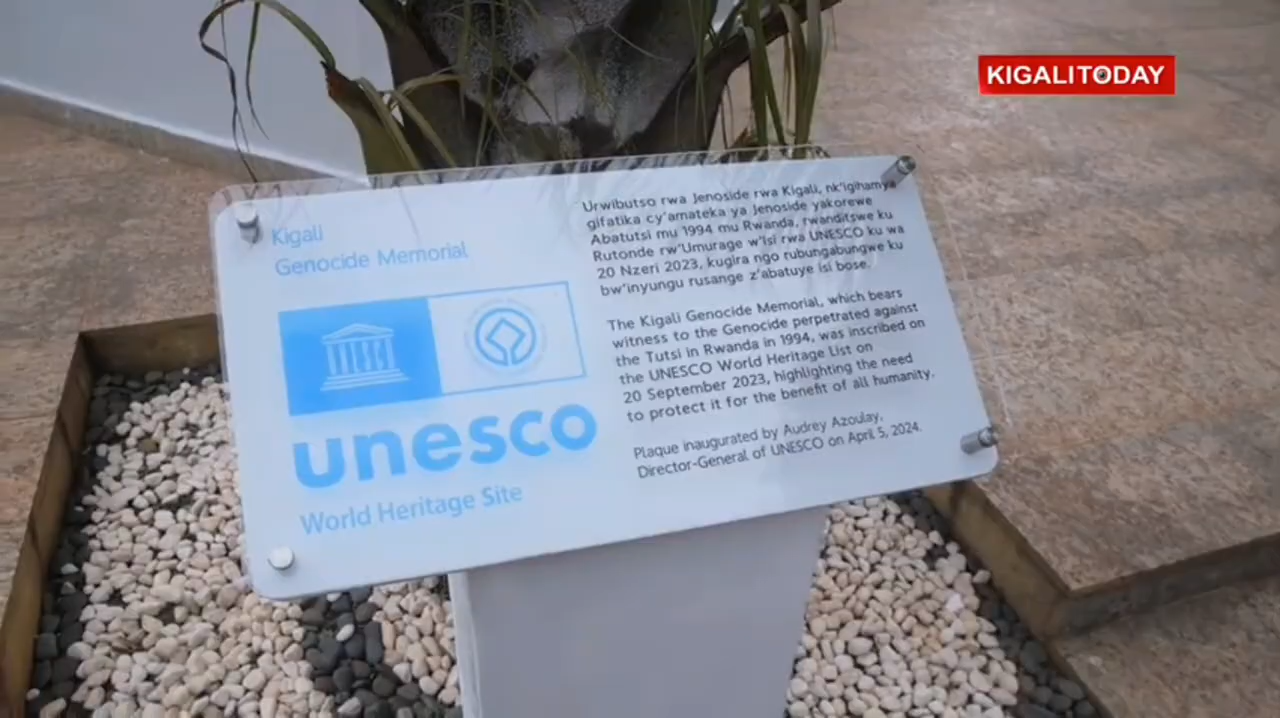 KIGALITODAY
Kigali
Genocide Memorial
unesco
World Heritage Site
Urwibutso rwa Jenoside rwa Kigali, nk'igihamya
gifatika cy'amateka ya Jenoside yakorewe
Abatutsi mu 1994 mu Rwanda, rwanditswe ku
Rutonde rw'Umurage w'Isi rwa UNESCO ku wa
20 Nzeri 2023, kugira ngo rubungabungwe ku
bw'inyungu rusange z'abatuye isi bose.
The Kigali Genocide Memorial, which bears
witness to the Genocide perpetrated against
the Tutsi in Rwanda in 1994, was inscribed on
the UNESCO World Heritage List on
20 September 2023, highlighting the need
to protect it for the benefit of all humanity.
Plaque inaugurated by Audrey Azoulay,
Director-General of UNESCO on April 5, 2024.